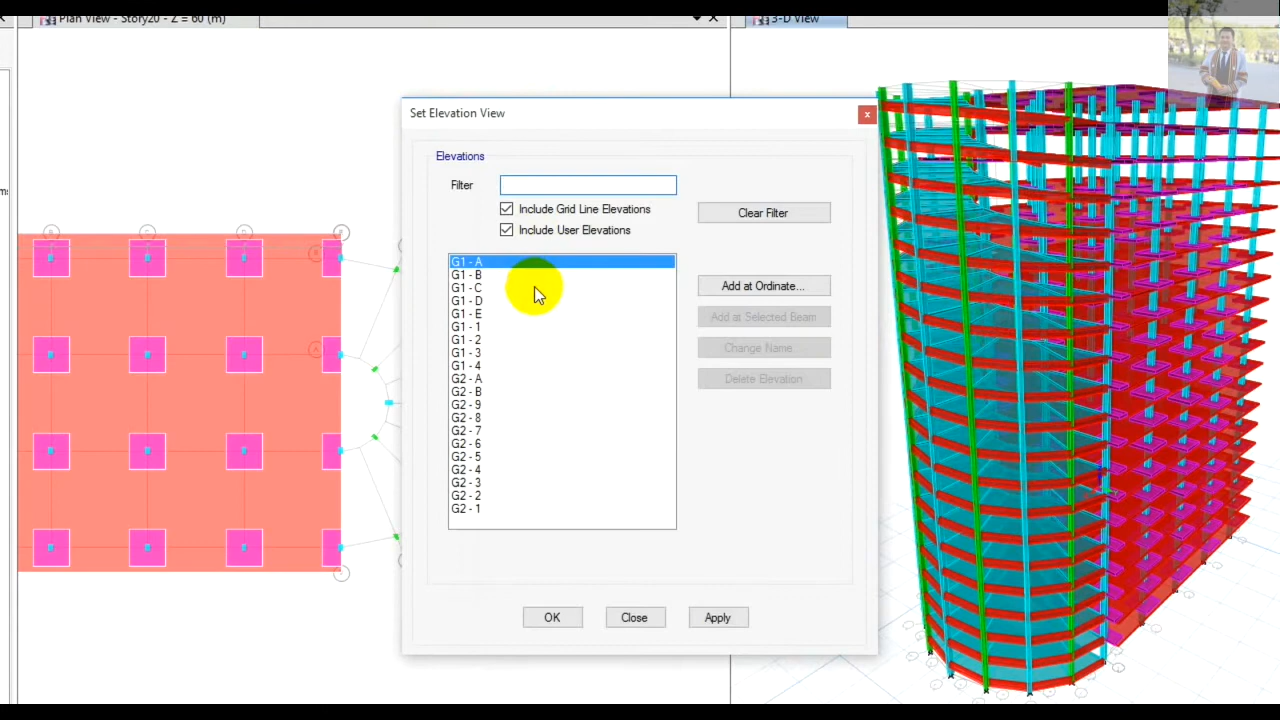 Plan View - Story20 - Z = 60 (m)
3-D View
Set Elevation View
x
Elevations
Filter
Include Grid Line Elevations
Include User Elevations
Clear Filter
G1 - A
G1 - B
G1 - C
G1 - D
G1 - E
G1 - 1
G1 - 2
G1 - 3
G1 - 4
G2 - A
G2 - B
G2 - 9
G2 - 8
G2 - 7
G2 - 6
G2 - 5
G2 - 4
G2 - 3
G2 - 2
G2 - 1
Add at Ordinate...
Add at Selected Beam
Change Name...
Delete Elevation
OK
Close
Apply